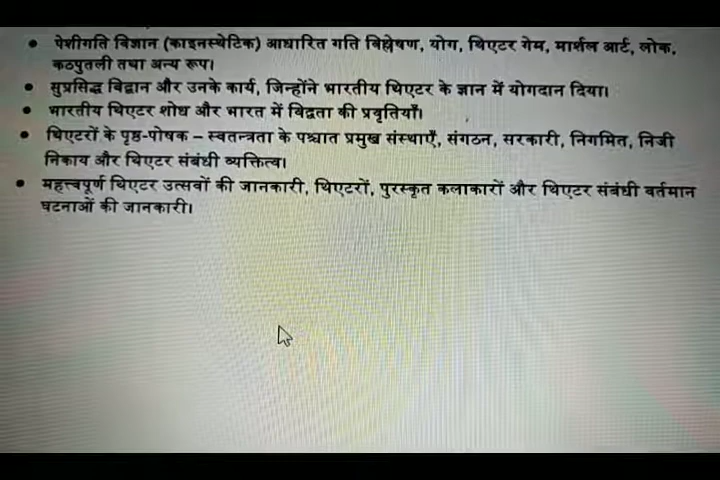 पेशीगति विज्ञान (काइनस्थेटिक) आधारित गति विश्लेषण, योग, थिएटर गेम, मार्शल आर्ट, लोक,
कठपुतली तथा अन्य रूप।
सुप्रसिद्ध विद्वान और उनके कार्य, जिन्होंने भारतीय थिएटर के ज्ञान में योगदान दिया।
भारतीय थिएटर शोध और भारत में विद्वता की प्रवृतियाँ।
थिएटरों के पृष्ठ-पोषक – स्वतन्त्रता के पश्चात प्रमुख संस्थाएँ, संगठन, सरकारी, निगमित, निजी
निकाय और थिएटर संबंधी व्यक्तित्व।
महत्त्वपूर्ण थिएटर उत्सवों की जानकारी, थिएटरों, पुरस्कृत कलाकारों और थिएटर संबंधी वर्तमान
घटनाओं की जानकारी।